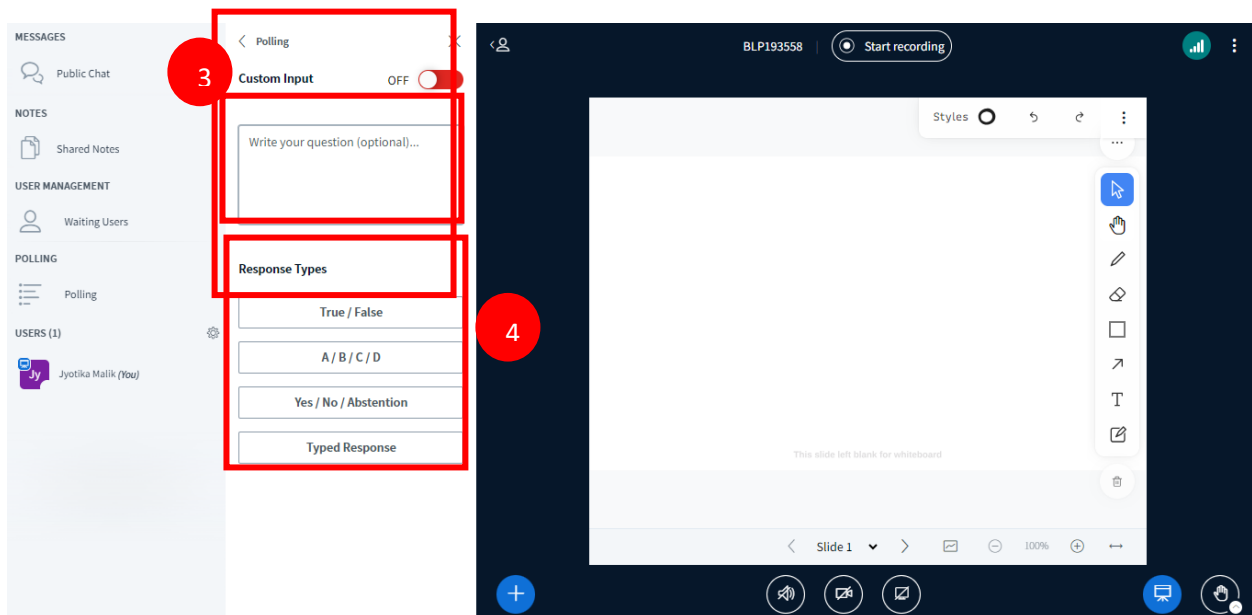 MESSAGES
Public Chat
NOTES
Shared Notes
USER MANAGEMENT
Waiting Users
POLLING
Polling
USERS (1)
Jy
Jyotika Malik (You)
3
Polling
Custom Input OFF
Write your question (optional)...
Response Types
True / False
A / B / C / D
Yes / No / Abstention
Typed Response
4
BLP193558 | Start recording
Styles
T
This slide left blank for whiteboard
Slide 1 100%